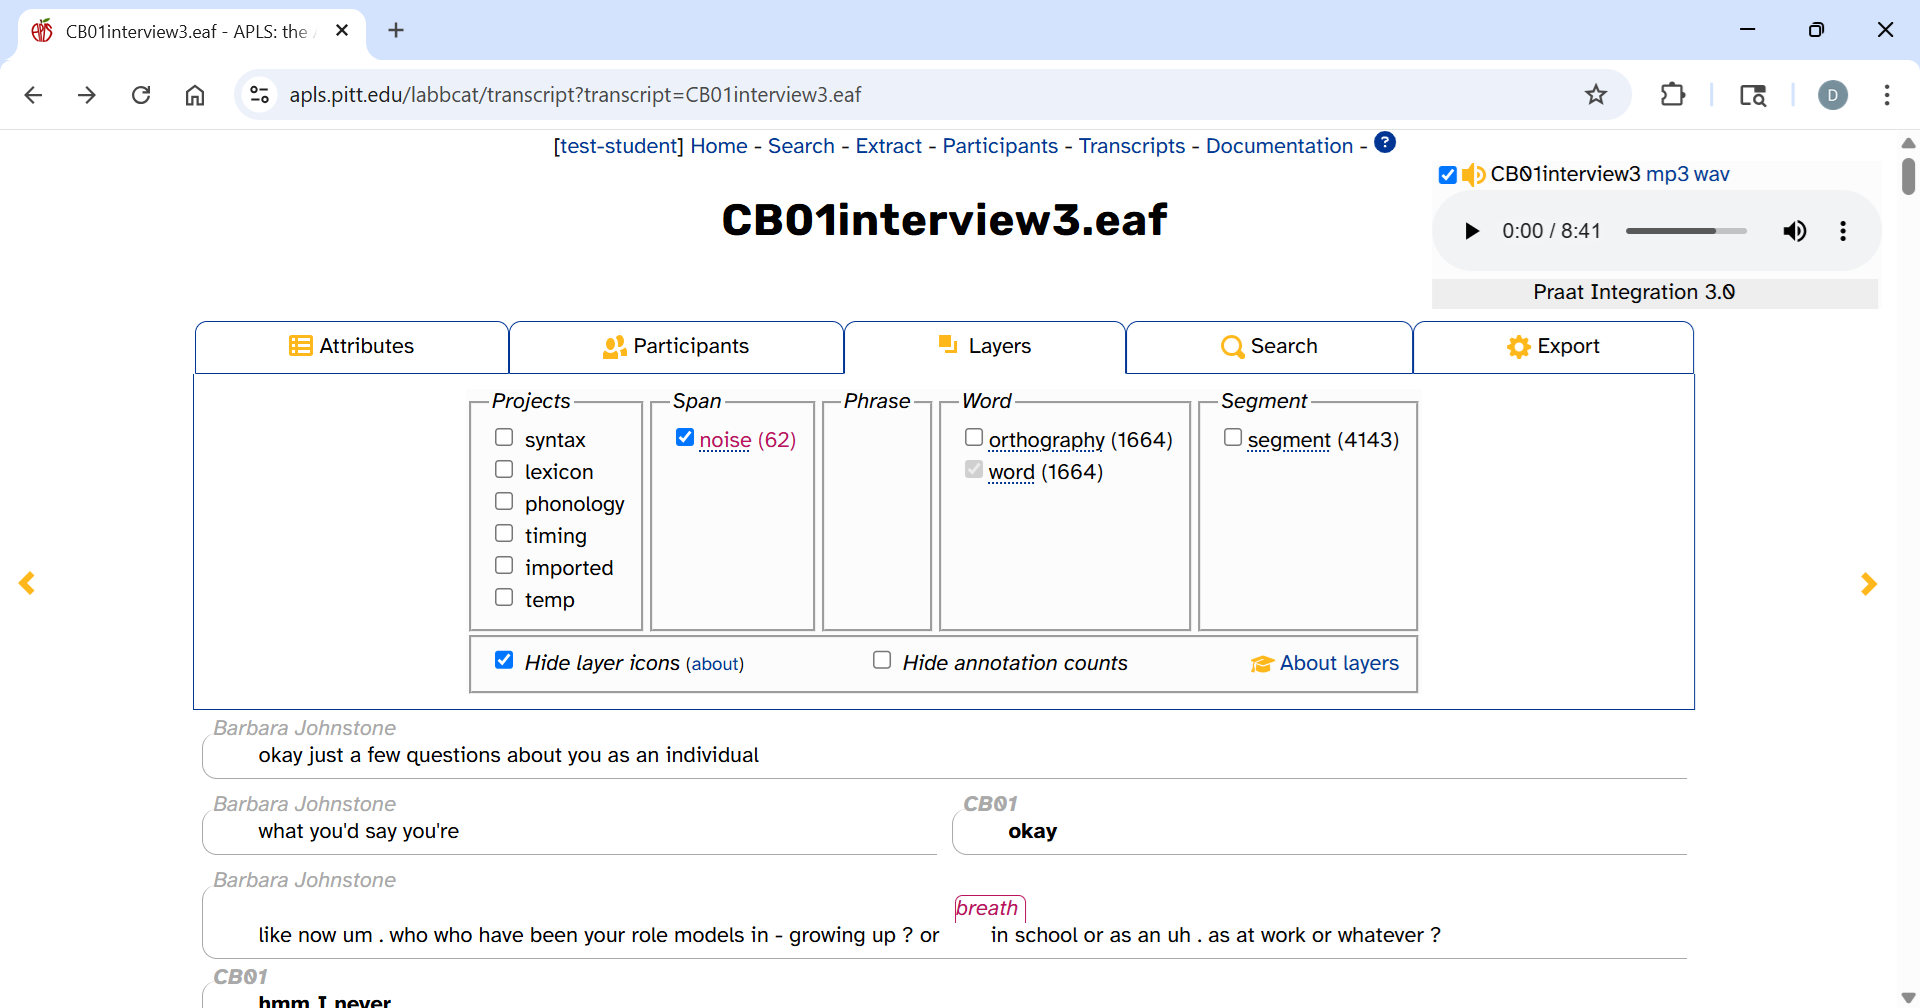 CB01interview3.eaf - APLS: the
apls.pitt.edu/labbcat/transcript?transcript=CB01interview3.eaf
D
[test-student] Home - Search - Extract - Participants - Transcripts - Documentation - ?
CB01interview3 mp3 wav
CB01interview3.eaf
0:00 / 8:41
Praat Integration 3.0
Attributes Participants Layers Search Export
Projects Span Phrase Word Segment
syntax noise (62) orthography (1664) segment (4143)
lexicon word (1664)
phonology
timing
imported
temp
Hide layer icons (about) Hide annotation counts About layers
Barbara Johnstone
okay just a few questions about you as an individual
Barbara Johnstone CB01
what you'd say you're okay
Barbara Johnstone
breath
like now um . who who have been your role models in - growing up ? or in school or as an uh . as at work or whatever ?
CB01
hmm I never